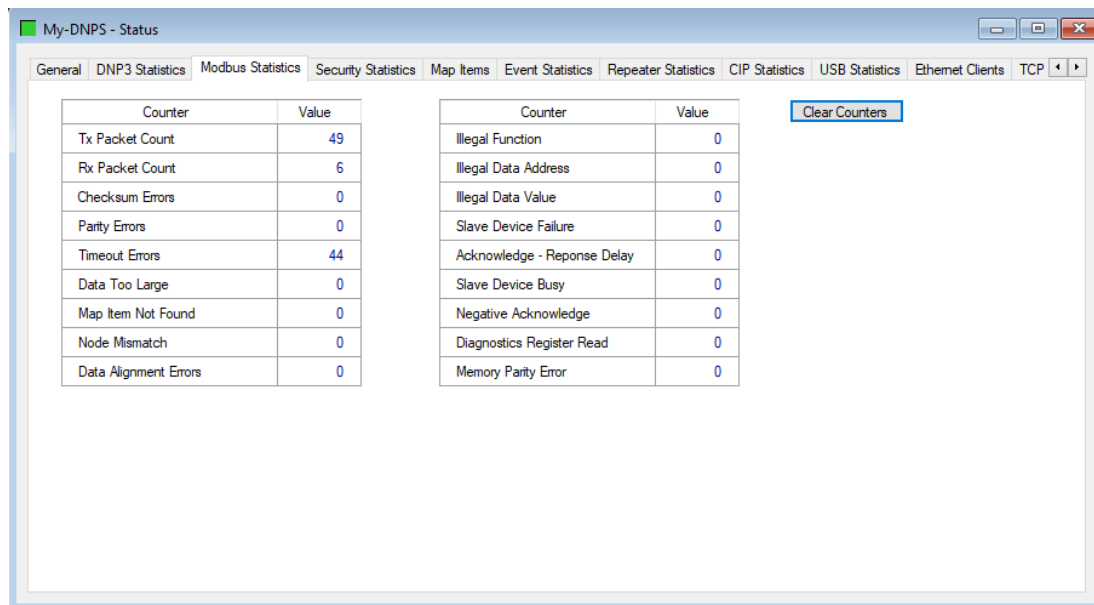 My-DNPS - Status
General DNP3 Statistics Modbus Statistics Security Statistics Map Items Event Statistics Repeater Statistics CIP Statistics USB Statistics Ethernet Clients TCP
Counter Value Counter Value Clear Counters
Tx Packet Count 49 Illegal Function 0
Rx Packet Count 6 Illegal Data Address 0
Checksum Errors 0 Illegal Data Value 0
Parity Errors 0 Slave Device Failure 0
Timeout Errors 44 Acknowledge - Reponse Delay 0
Data Too Large 0 Slave Device Busy 0
Map Item Not Found 0 Negative Acknowledge 0
Node Mismatch 0 Diagnostics Register Read 0
Data Alignment Errors 0 Memory Parity Error 0